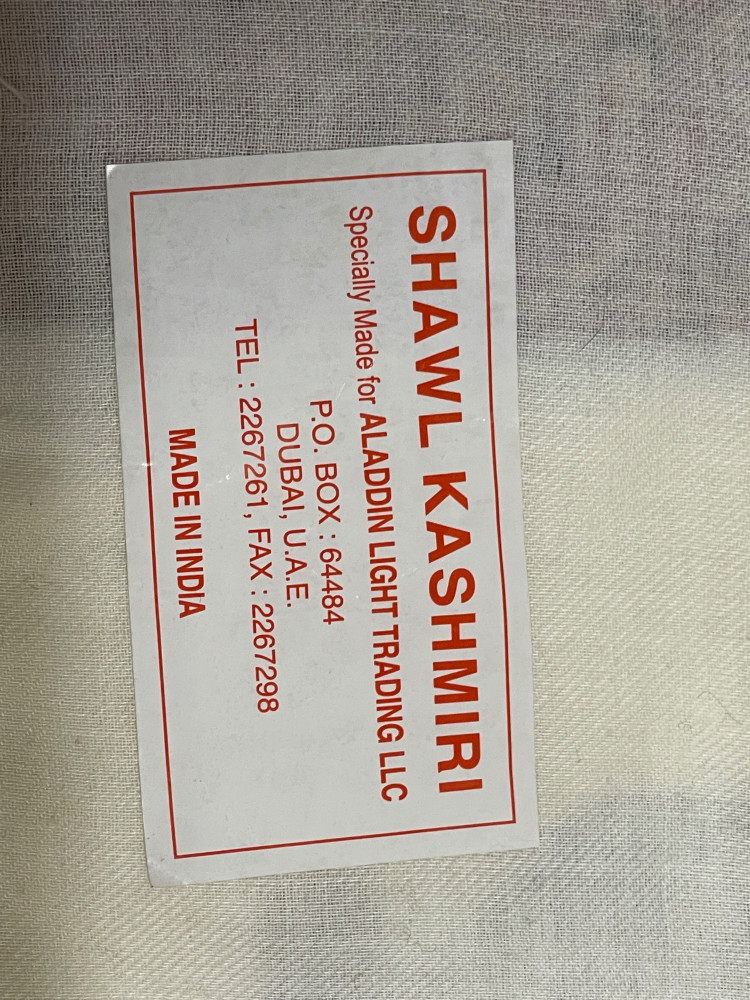 SHAWL KASHMIRI
Specially Made for ALADDIN LIGHT TRADING LLC
P.O. BOX : 64484
DUBAI, U.A.E.
TEL : 2267261, FAX : 2267298
MADE IN INDIA